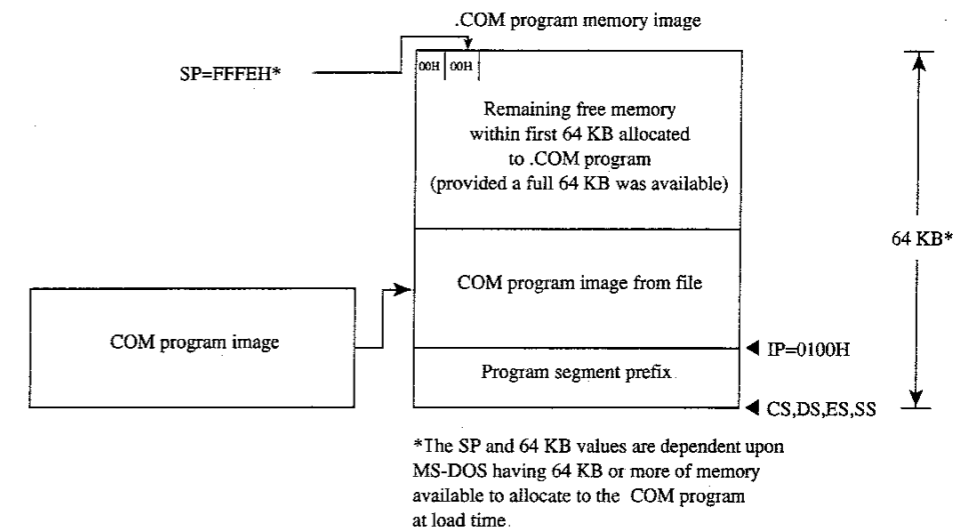 .COM program memory image
SP=FFFEH*
00H 00H
Remaining free memory
within first 64 KB allocated
to .COM program
(provided a full 64 KB was available)
64 KB*
COM program image from file
COM program image
IP=0100H
Program segment prefix
CS,DS,ES,SS
*The SP and 64 KB values are dependent upon
MS-DOS having 64 KB or more of memory
available to allocate to the COM program
at load time.